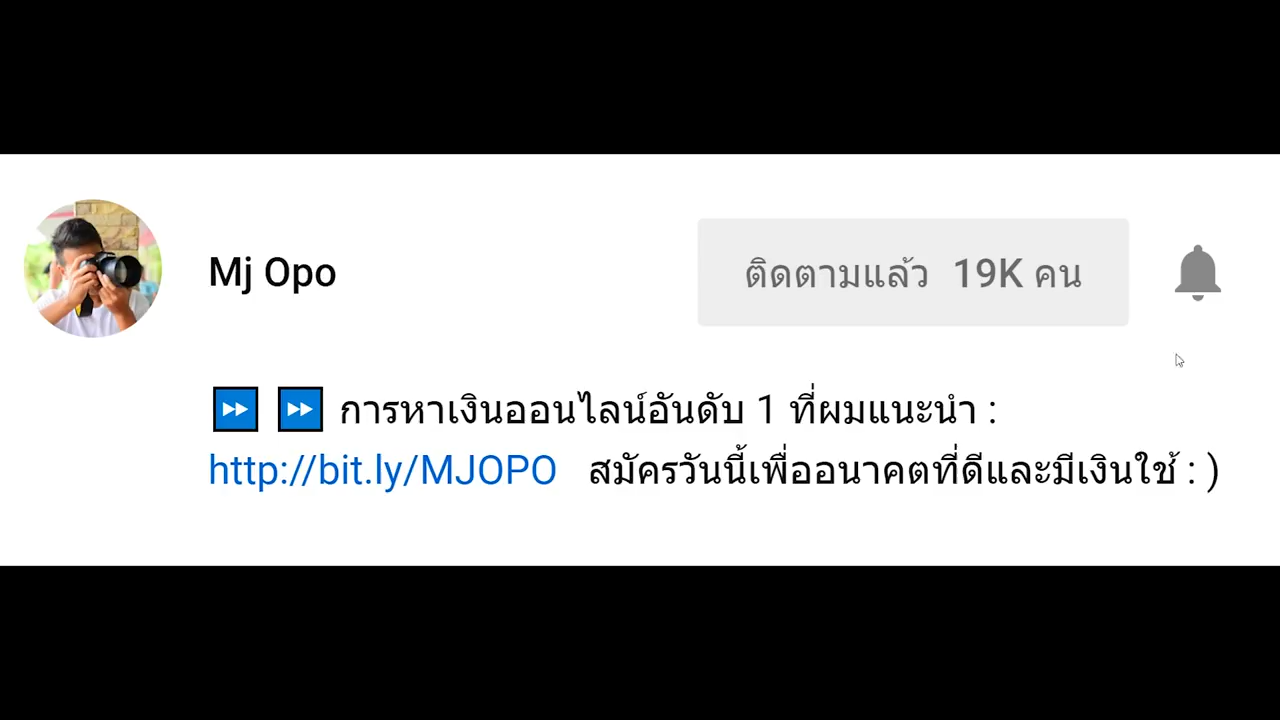 Mj Opo
ติดตามแล้ว 19K คน
⏩ ⏩ การหาเงินออนไลน์อันดับ 1 ที่ผมแนะนำ :
http://bit.ly/MJOPO สมัครวันนี้เพื่ออนาคตที่ดีและมีเงินใช้ : )